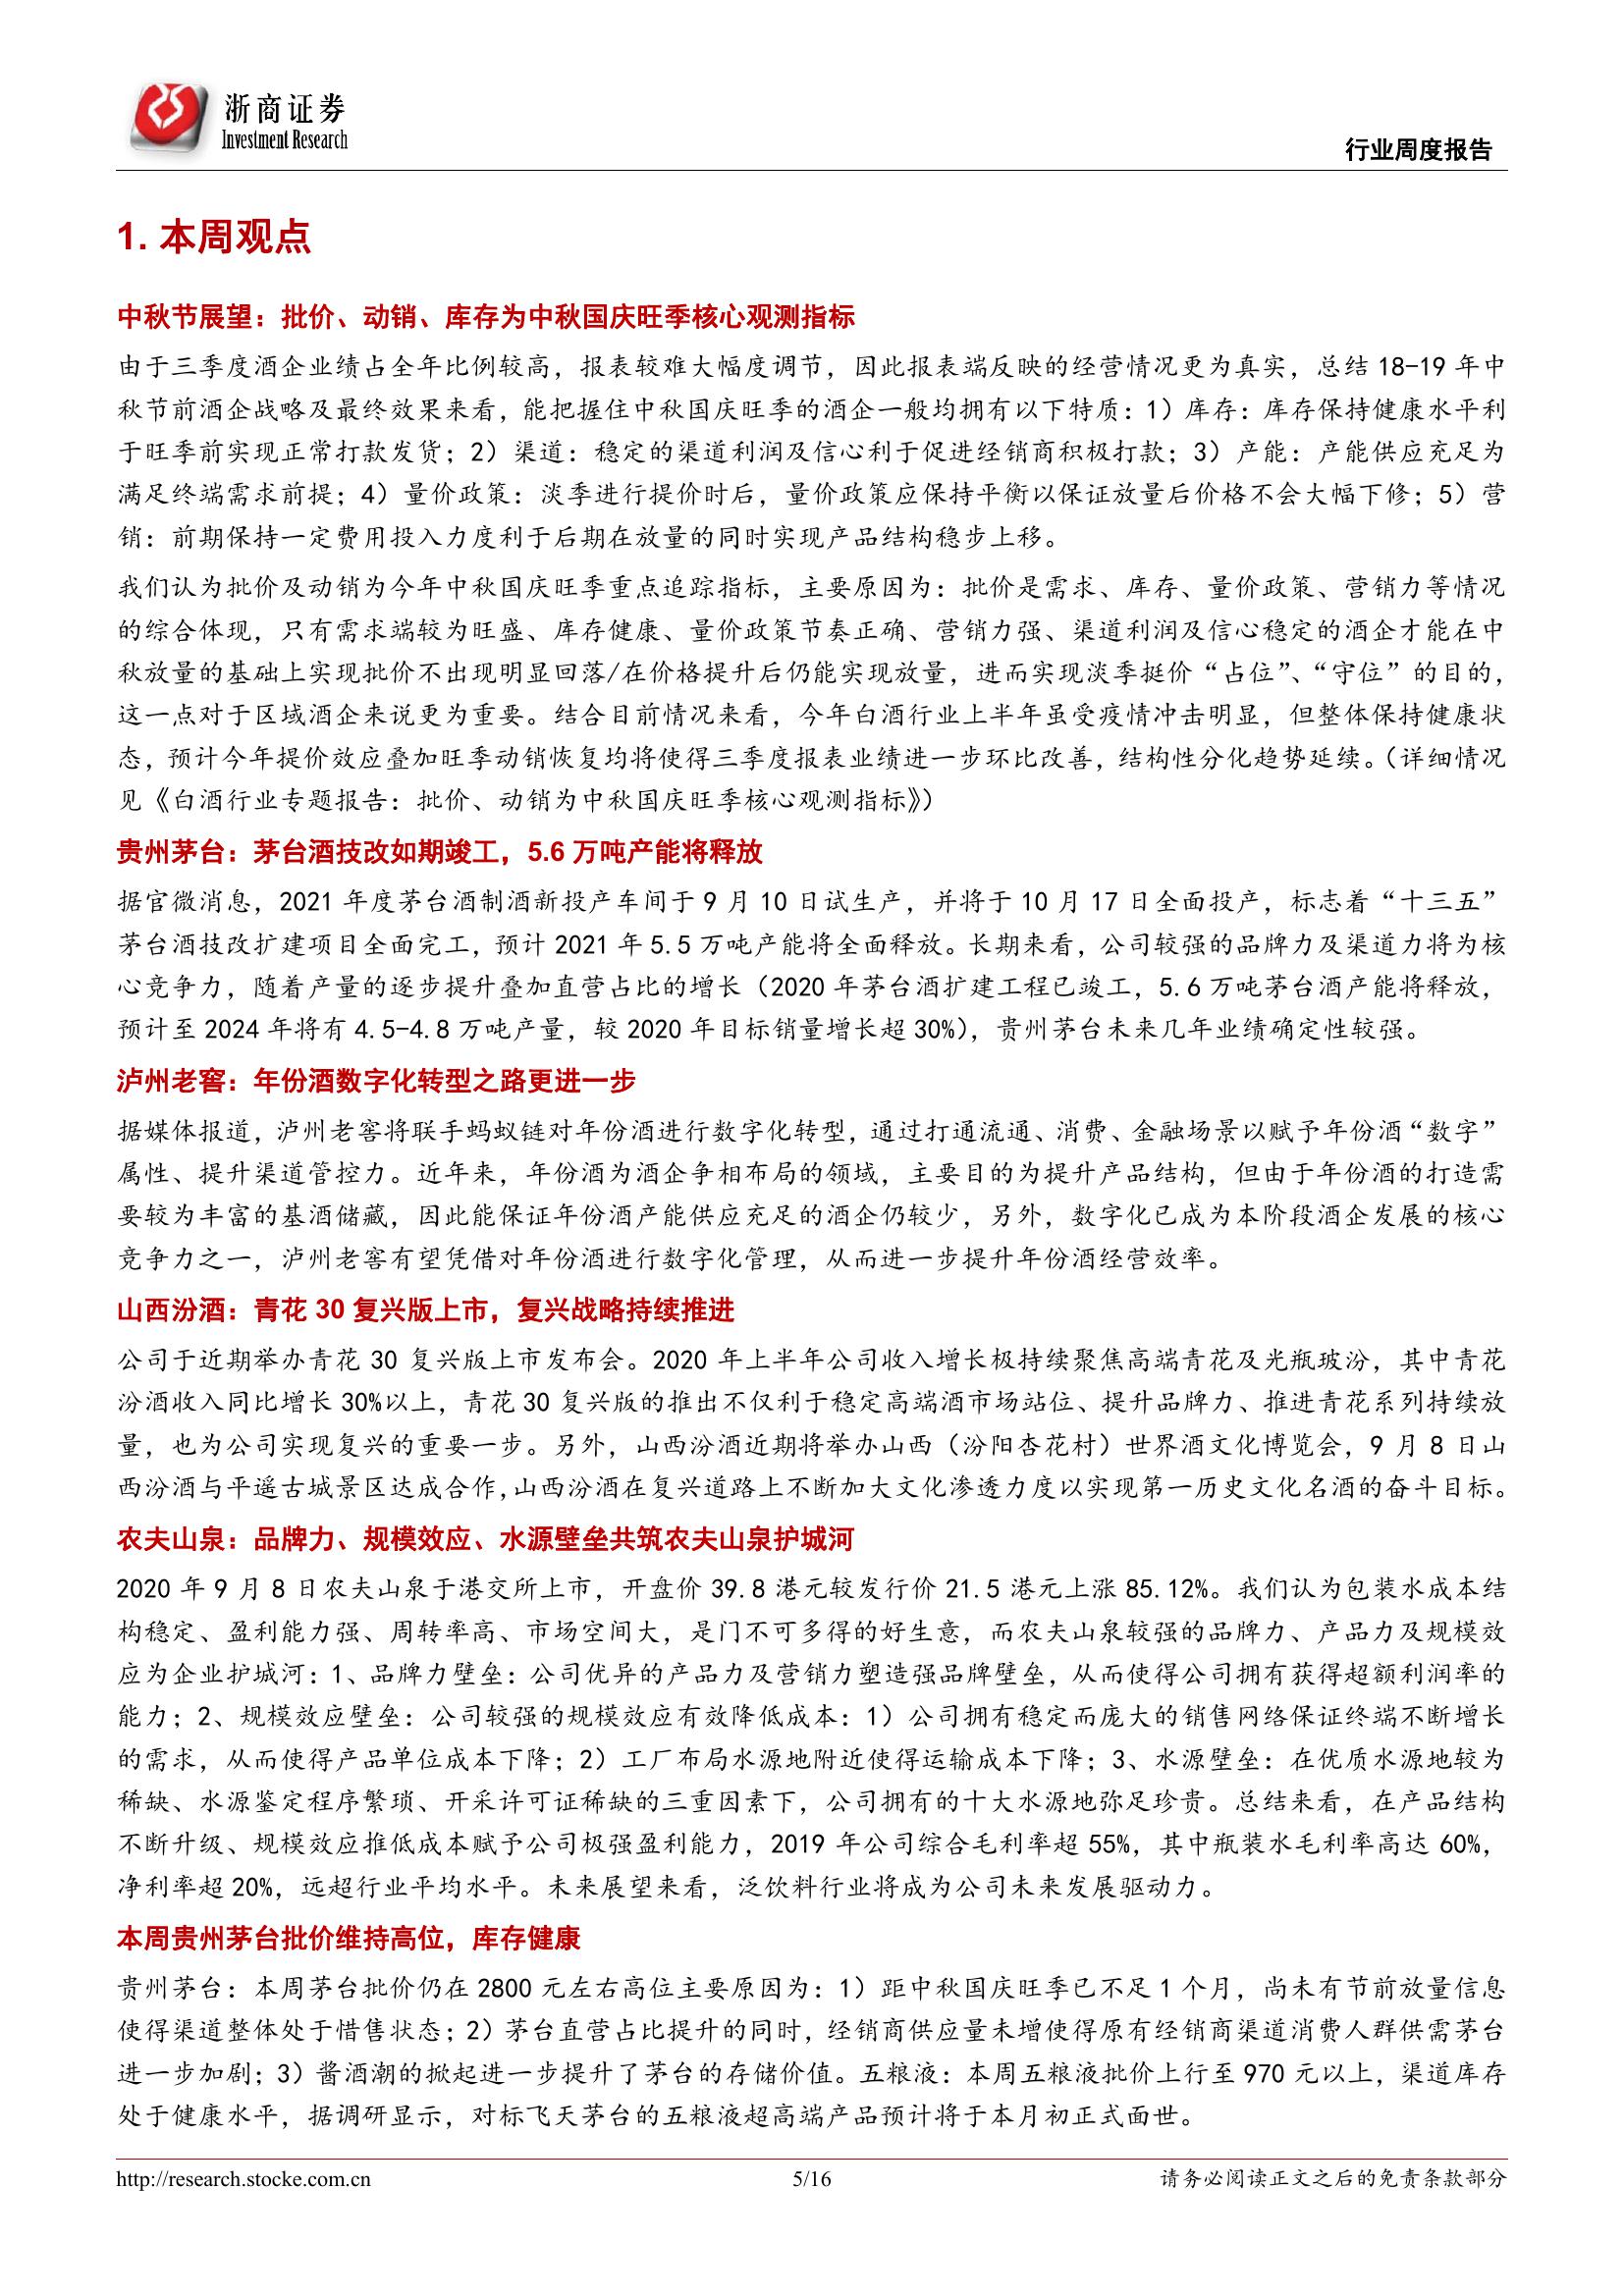 浙商证券
Investment Research
行业周度报告
1. 本周观点
中秋节展望：批价、动销、库存为中秋国庆旺季核心观测指标
由于三季度酒企业绩占全年比例较高，报表较难大幅度调节，因此报表端反映的经营情况更为真实，总结 18-19 年中
秋节前酒企战略及最终效果来看，能把握住中秋国庆旺季的酒企一般均拥有以下特质：1）库存：库存保持健康水平利
于旺季前实现正常打款发货；2）渠道：稳定的渠道利润及信心利于促进经销商积极打款；3）产能：产能供应充足为
满足终端需求前提；4）量价政策：淡季进行提价时后，量价政策应保持平衡以保证放量后价格不会大幅下修；5）营
销：前期保持一定费用投入力度利于后期在放量的同时实现产品结构稳步上移。
我们认为批价及动销为今年中秋国庆旺季重点追踪指标，主要原因为：批价是需求、库存、量价政策、营销力等情况
的综合体现，只有需求端较为旺盛、库存健康、量价政策节奏正确、营销力强、渠道利润及信心稳定的酒企才能在中
秋放量的基础上实现批价不出现明显回落/在价格提升后仍能实现放量，进而实现淡季挺价“占位”、“守位”的目的，
这一点对于区域酒企来说更为重要。结合目前情况来看，今年白酒行业上半年虽受疫情冲击明显，但整体保持健康状
态，预计今年提价效应叠加旺季动销恢复均将使得三季度报表业绩进一步环比改善，结构性分化趋势延续。（详细情况
见《白酒行业专题报告：批价、动销为中秋国庆旺季核心观测指标》）
贵州茅台：茅台酒技改如期竣工，5.6 万吨产能将释放
据官微消息，2021 年度茅台酒制酒新投产车间于 9 月 10 日试生产，并将于 10 月 17 日全面投产，标志着“十三五”
茅台酒技改扩建项目全面完工，预计 2021 年 5.5 万吨产能将全面释放。长期来看，公司较强的品牌力及渠道力将为核
心竞争力，随着产量的逐步提升叠加直营占比的增长（2020 年茅台酒扩建工程已竣工，5.6 万吨茅台酒产能将释放，
预计至 2024 年将有 4.5-4.8 万吨产量，较 2020 年目标销量增长超 30%），贵州茅台未来几年业绩确定性较强。
泸州老窖：年份酒数字化转型之路更进一步
据媒体报道，泸州老窖将联手蚂蚁链对年份酒进行数字化转型，通过打通流通、消费、金融场景以赋予年份酒“数字”
属性、提升渠道管控力。近年来，年份酒为酒企争相布局的领域，主要目的为提升产品结构，但由于年份酒的打造需
要较为丰富的基酒储藏，因此能保证年份酒产能供应充足的酒企仍较少，另外，数字化已成为本阶段酒企发展的核心
竞争力之一，泸州老窖有望凭借对年份酒进行数字化管理，从而进一步提升年份酒经营效率。
山西汾酒：青花 30 复兴版上市，复兴战略持续推进
公司于近期举办青花 30 复兴版上市发布会。2020 年上半年公司收入增长极持续聚焦高端青花及光瓶玻汾，其中青花
汾酒收入同比增长 30%以上，青花 30 复兴版的推出不仅利于稳定高端酒市场站位、提升品牌力、推进青花系列持续放
量，也为公司实现复兴的重要一步。另外，山西汾酒近期将举办山西（汾阳杏花村）世界酒文化博览会，9 月 8 日山
西汾酒与平遥古城景区达成合作，山西汾酒在复兴道路上不断加大文化渗透力度以实现第一历史文化名酒的奋斗目标。
农夫山泉：品牌力、规模效应、水源壁垒共筑农夫山泉护城河
2020 年 9 月 8 日农夫山泉于港交所上市，开盘价 39.8 港元较发行价 21.5 港元上涨 85.12%。我们认为包装水成本结
构稳定、盈利能力强、周转率高、市场空间大，是门不可多得的好生意，而农夫山泉较强的品牌力、产品力及规模效
应为企业护城河：1、品牌力壁垒：公司优异的产品力及营销力塑造强品牌壁垒，从而使得公司拥有获得超额利润率的
能力；2、规模效应壁垒：公司较强的规模效应有效降低成本：1）公司拥有稳定而庞大的销售网络保证终端不断增长
的需求，从而使得产品单位成本下降；2）工厂布局水源地附近使得运输成本下降；3、水源壁垒：在优质水源地较为
稀缺、水源鉴定程序繁琐、开采许可证稀缺的三重因素下，公司拥有的十大水源地弥足珍贵。总结来看，在产品结构
不断升级、规模效应推低成本赋予公司极强盈利能力，2019 年公司综合毛利率超 55%，其中瓶装水毛利率高达 60%，
净利率超 20%，远超行业平均水平。未来展望来看，泛饮料行业将成为公司未来发展驱动力。
本周贵州茅台批价维持高位，库存健康
贵州茅台：本周茅台批价仍在 2800 元左右高位主要原因为：1）距中秋国庆旺季已不足 1 个月，尚未有节前放量信息
使得渠道整体处于惜售状态；2）茅台直营占比提升的同时，经销商供应量未增使得原有经销商渠道消费人群供需茅台
进一步加剧；3）酱酒潮的掀起进一步提升了茅台的存储价值。五粮液：本周五粮液批价上行至 970 元以上，渠道库存
处于健康水平，据调研显示，对标飞天茅台的五粮液超高端产品预计将于本月初正式面世。
http://research.stocke.com.cn
5/16
请务必阅读正文之后的免责条款部分